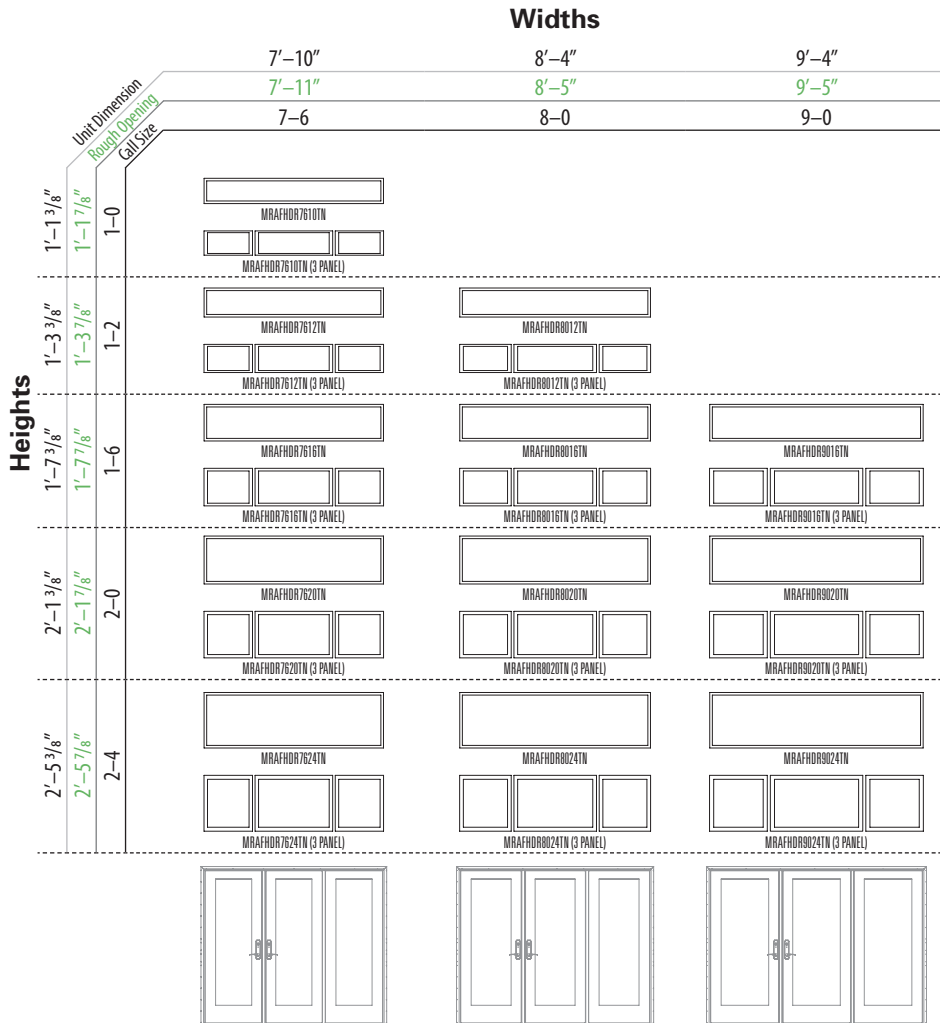 Widths
7′–10″ 8′–4″ 9′–4″
7′–11″ 8′–5″ 9′–5″
7–6 8–0 9–0
Unit Dimension
Rough Opening
Call Size
Heights
1′–1 3/8″ 1′–1 7/8″ 1–0
MRAFHDR7610TN
MRAFHDR7610TN (3 PANEL)
1′–3 3/8″ 1′–3 7/8″ 1–2
MRAFHDR7612TN MRAFHDR8012TN
MRAFHDR7612TN (3 PANEL) MRAFHDR8012TN (3 PANEL)
1′–7 3/8″ 1′–7 7/8″ 1–6
MRAFHDR7616TN MRAFHDR8016TN MRAFHDR9016TN
MRAFHDR7616TN (3 PANEL) MRAFHDR8016TN (3 PANEL) MRAFHDR9016TN (3 PANEL)
2′–1 3/8″ 2′–1 7/8″ 2–0
MRAFHDR7620TN MRAFHDR8020TN MRAFHDR9020TN
MRAFHDR7620TN (3 PANEL) MRAFHDR8020TN (3 PANEL) MRAFHDR9020TN (3 PANEL)
2′–5 3/8″ 2′–5 7/8″ 2–4
MRAFHDR7624TN MRAFHDR8024TN MRAFHDR9024TN
MRAFHDR7624TN (3 PANEL) MRAFHDR8024TN (3 PANEL) MRAFHDR9024TN (3 PANEL)